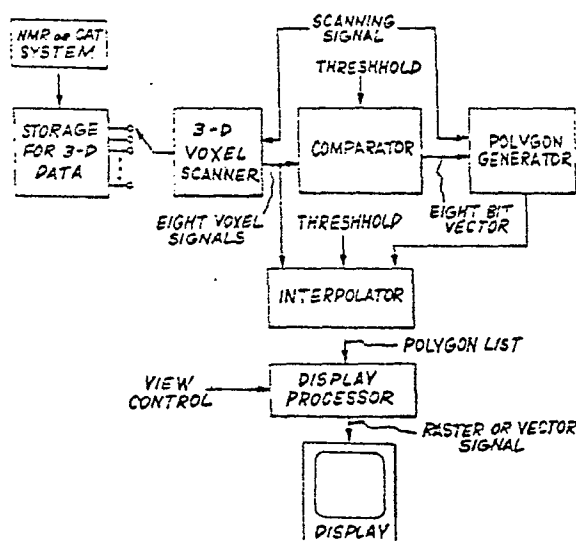 NMR or CAT
SYSTEM
SCANNING
SIGNAL
THRESHHOLD
STORAGE
FOR 3-D
DATA
3-D
VOXEL
SCANNER
COMPARATOR
POLYGON
GENERATOR
EIGHT VOXEL
SIGNALS
THRESHHOLD
EIGHT BIT
VECTOR
INTERPOLATOR
POLYGON LIST
VIEW
CONTROL
DISPLAY
PROCESSOR
RASTER OR VECTOR
SIGNAL
DISPLAY